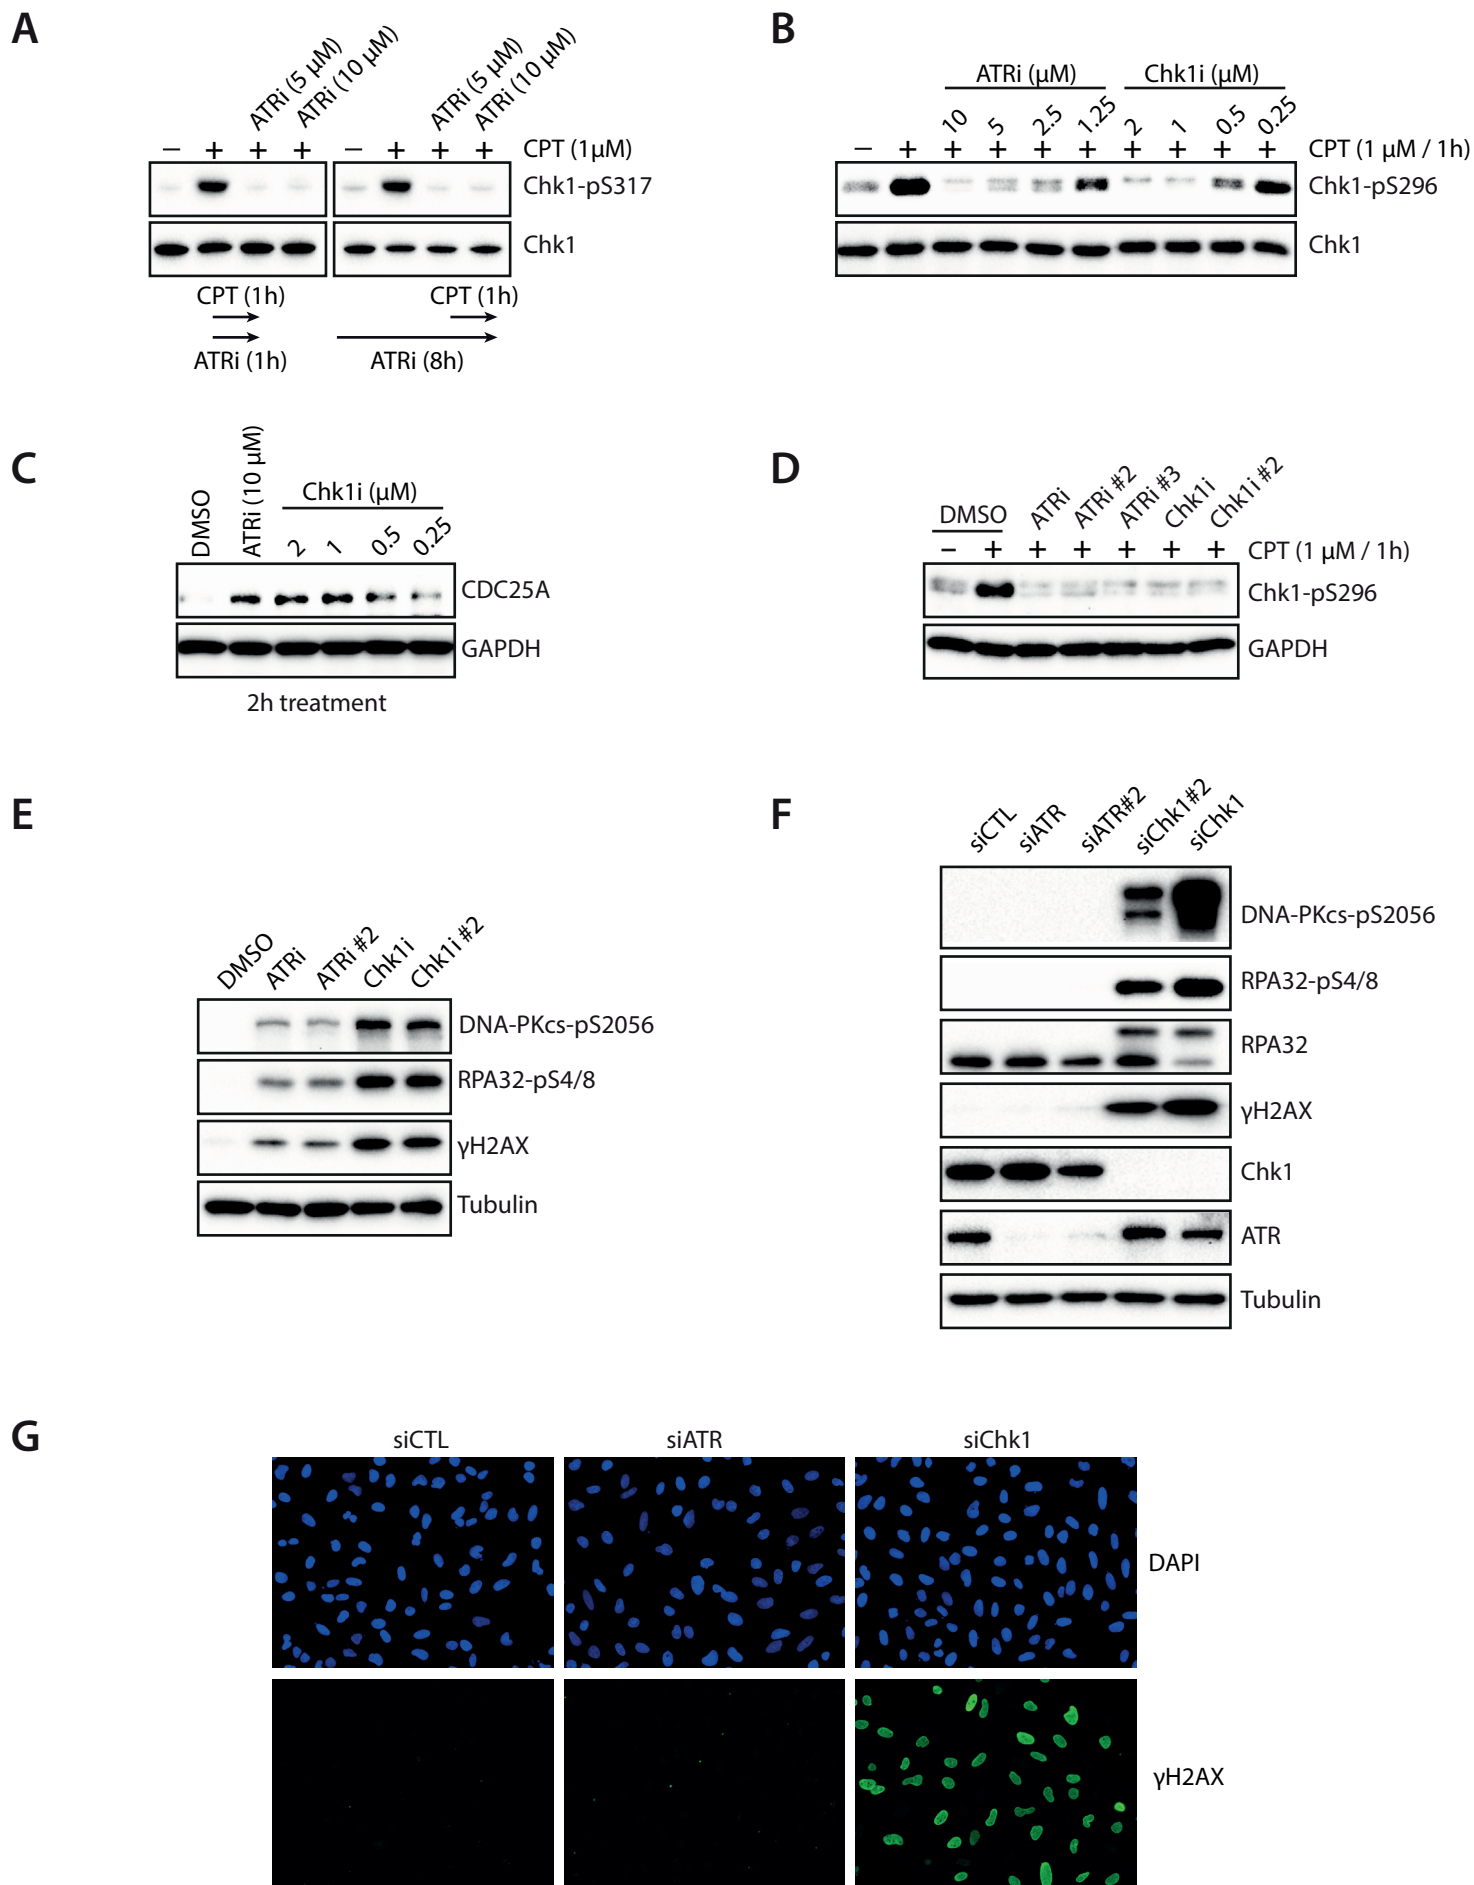 A
ATRi (5 µM)
ATRi (10 µM)
ATRi (5 µM)
ATRi (10 µM)
– + + + – + + + CPT (1µM)
Chk1-pS317
Chk1
CPT (1h)
CPT (1h)
ATRi (1h)
ATRi (8h)
B
ATRi (µM)
Chk1i (µM)
10 5 2.5 1.25 2 1 0.5 0.25
– + + + + + + + + + CPT (1 µM / 1h)
Chk1-pS296
Chk1
C
DMSO
ATRi (10 µM)
Chk1i (µM)
2 1 0.5 0.25
CDC25A
GAPDH
2h treatment
D
DMSO
ATRi
ATRi #2
ATRi #3
Chk1i
Chk1i #2
– + + + + + + CPT (1 µM / 1h)
Chk1-pS296
GAPDH
E
DMSO
ATRi
ATRi #2
Chk1i
Chk1i #2
DNA-PKcs-pS2056
RPA32-pS4/8
γH2AX
Tubulin
F
siCTL
siATR
siATR#2
siChk1#2
siChk1
DNA-PKcs-pS2056
RPA32-pS4/8
RPA32
γH2AX
Chk1
ATR
Tubulin
G
siCTL
siATR
siChk1
DAPI
γH2AX